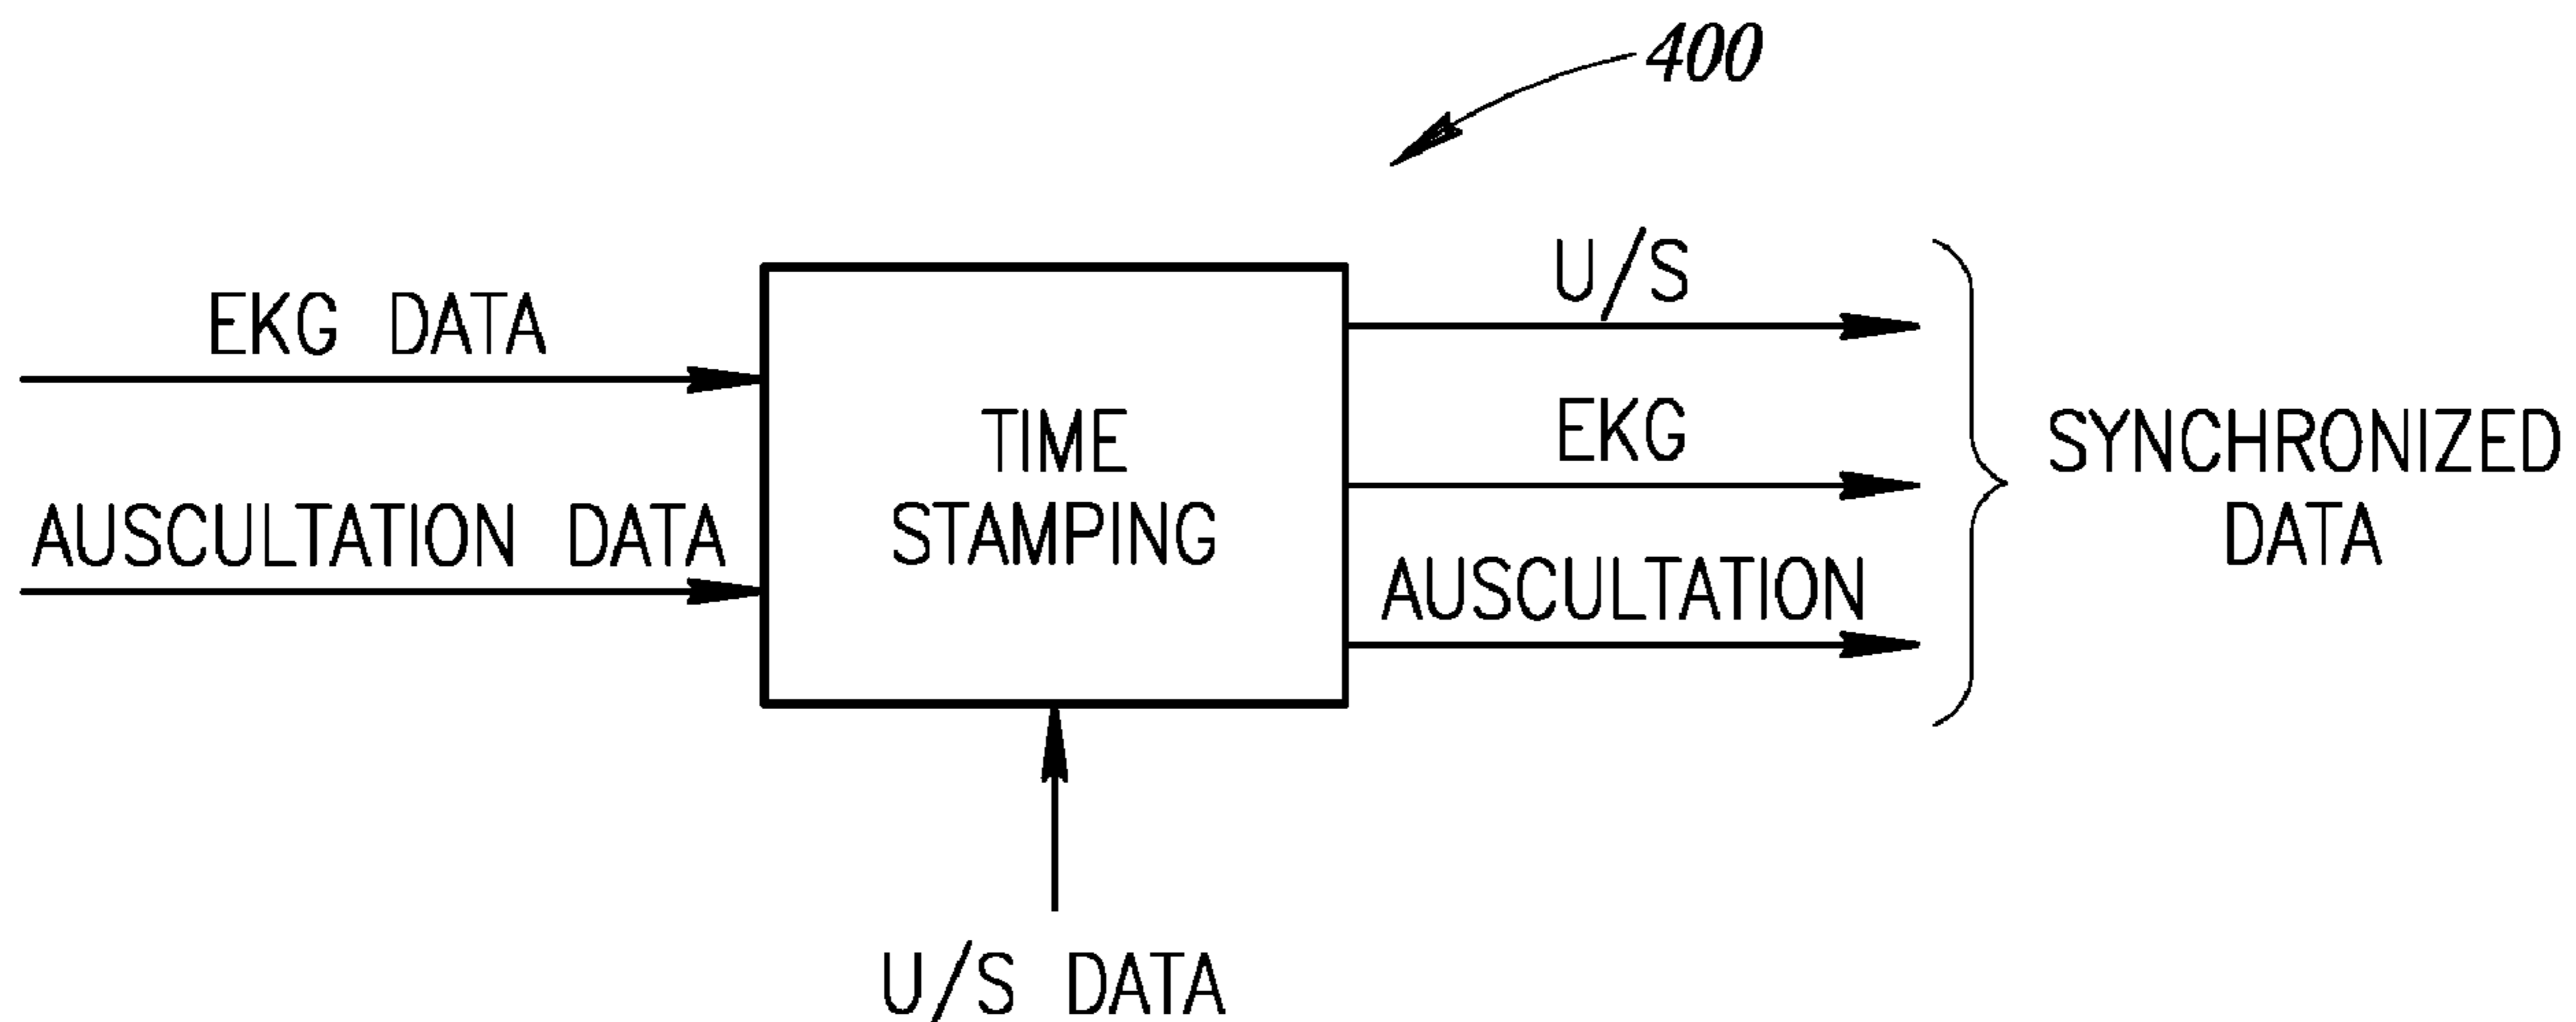 400
U/S
EKG DATA
TIME
STAMPING
EKG
SYNCHRONIZED
DATA
AUSCULTATION DATA
AUSCULTATION
U/S DATA